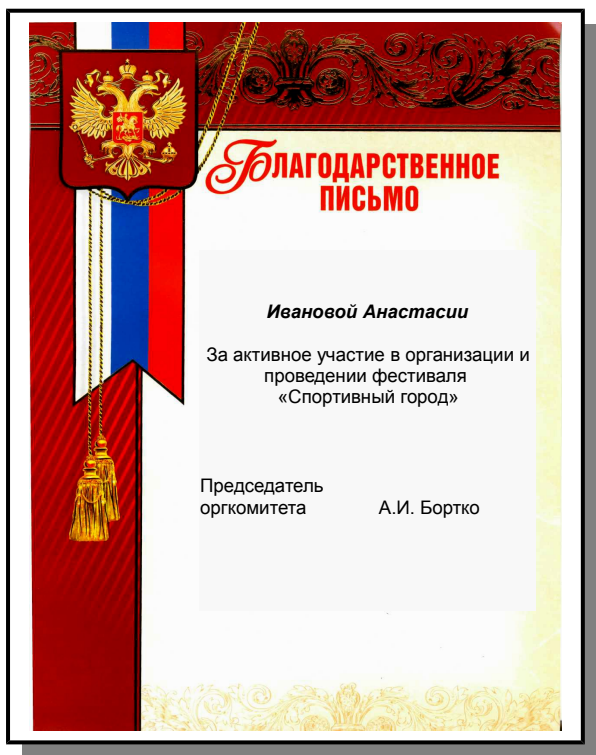 БЛАГОДАРСТВЕННОЕ
ПИСЬМО
Ивановой Анастасии
За активное участие в организации и
проведении фестиваля
«Спортивный город»
Председатель
оргкомитета А.И. Бортко